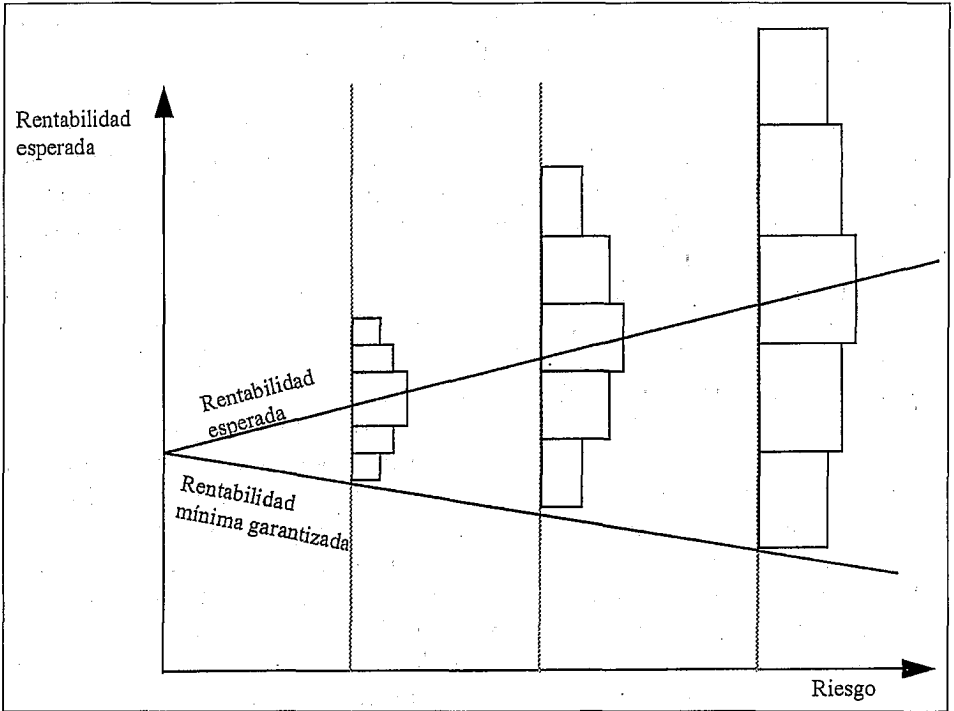 Rentabilidad
esperada
Rentabilidad
esperada
Rentabilidad
mínima garantizada
Riesgo